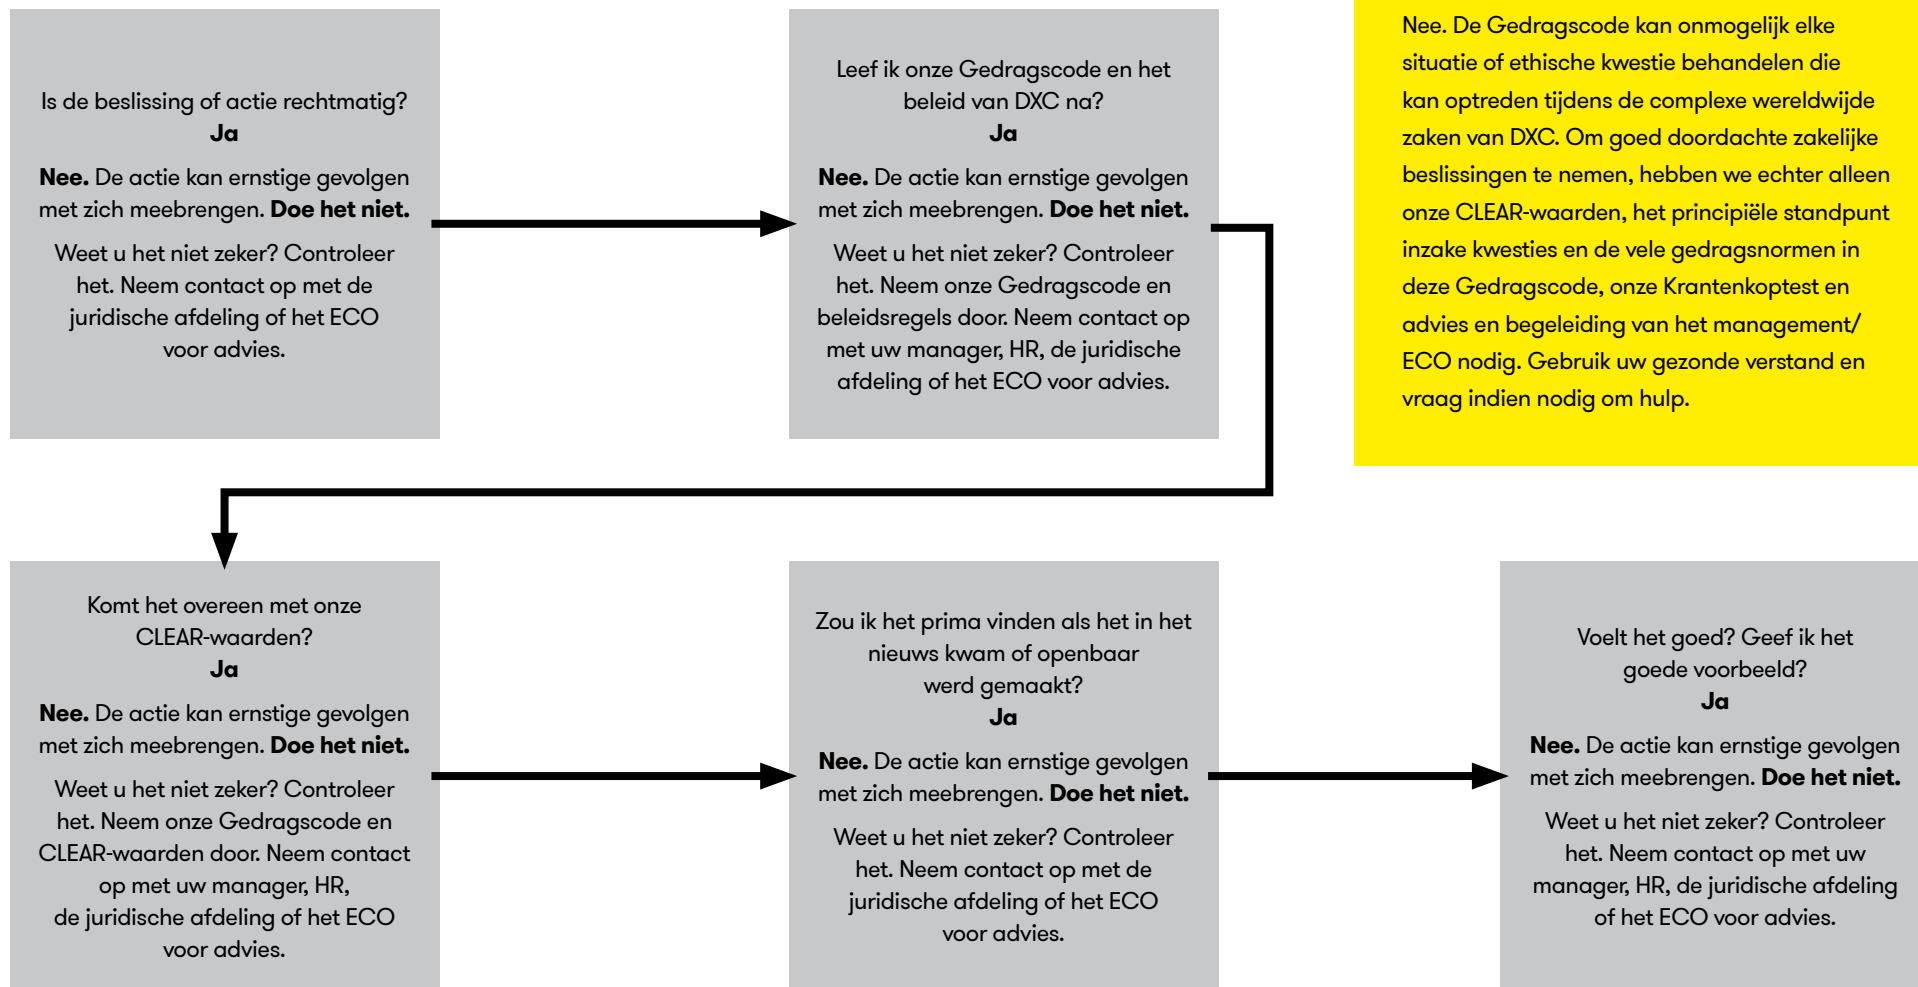 Is de beslissing of actie rechtmatig?
Ja
Nee. De actie kan ernstige gevolgen
met zich meebrengen. Doe het niet.
Weet u het niet zeker? Controleer
het. Neem contact op met de
juridische afdeling of het ECO
voor advies.
Leef ik onze Gedragscode en het
beleid van DXC na?
Ja
Nee. De actie kan ernstige gevolgen
met zich meebrengen. Doe het niet.
Weet u het niet zeker? Controleer
het. Neem onze Gedragscode en
beleidsregels door. Neem contact op
met uw manager, HR, de juridische
afdeling of het ECO voor advies.
Nee. De Gedragscode kan onmogelijk elke
situatie of ethische kwestie behandelen die
kan optreden tijdens de complexe wereldwijde
zaken van DXC. Om goed doordachte zakelijke
beslissingen te nemen, hebben we echter alleen
onze CLEAR-waarden, het principiële standpunt
inzake kwesties en de vele gedragsnormen in
deze Gedragscode, onze Krantenkoptest en
advies en begeleiding van het management/
ECO nodig. Gebruik uw gezonde verstand en
vraag indien nodig om hulp.
Komt het overeen met onze
CLEAR-waarden?
Ja
Nee. De actie kan ernstige gevolgen
met zich meebrengen. Doe het niet.
Weet u het niet zeker? Controleer
het. Neem onze Gedragscode en
CLEAR-waarden door. Neem contact
op met uw manager, HR,
de juridische afdeling of het ECO
voor advies.
Zou ik het prima vinden als het in het
nieuws kwam of openbaar
werd gemaakt?
Ja
Nee. De actie kan ernstige gevolgen
met zich meebrengen. Doe het niet.
Weet u het niet zeker? Controleer
het. Neem contact op met de
juridische afdeling of het ECO
voor advies.
Voelt het goed? Geef ik het
goede voorbeeld?
Ja
Nee. De actie kan ernstige gevolgen
met zich meebrengen. Doe het niet.
Weet u het niet zeker? Controleer
het. Neem contact op met uw
manager, HR, de juridische afdeling
of het ECO voor advies.